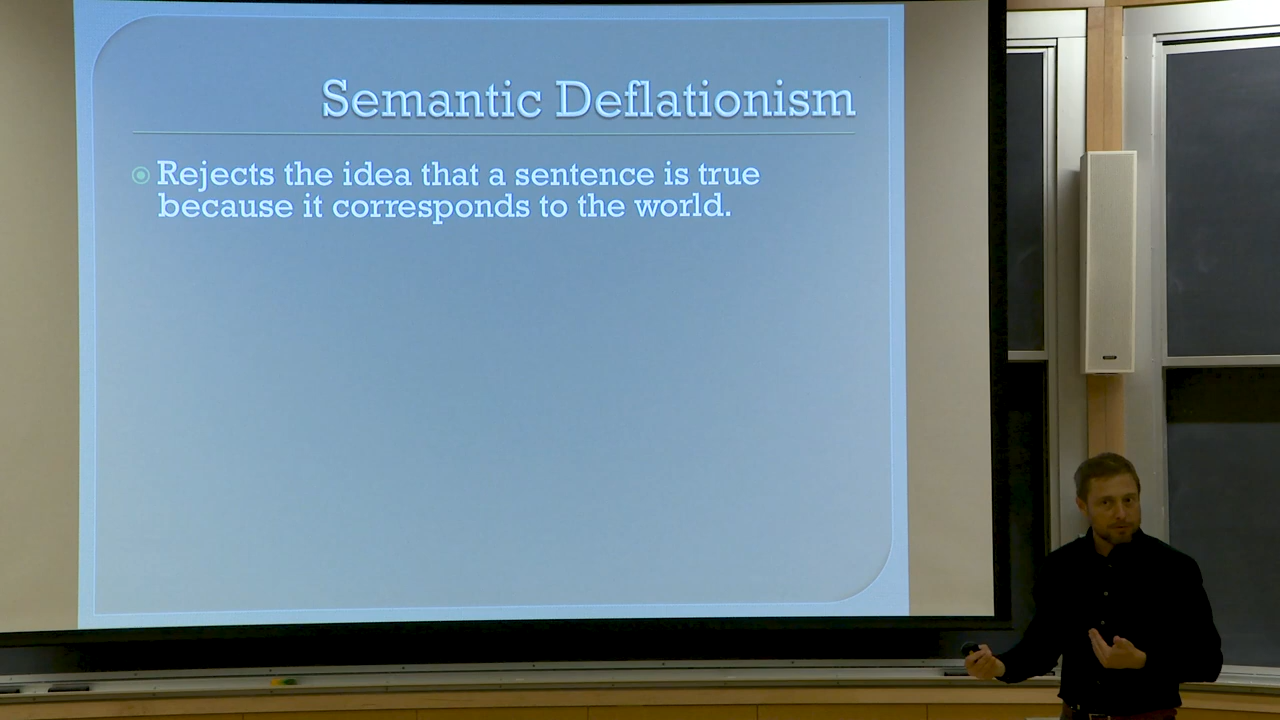 Semantic Deflationism
Rejects the idea that a sentence is true
because it corresponds to the world.